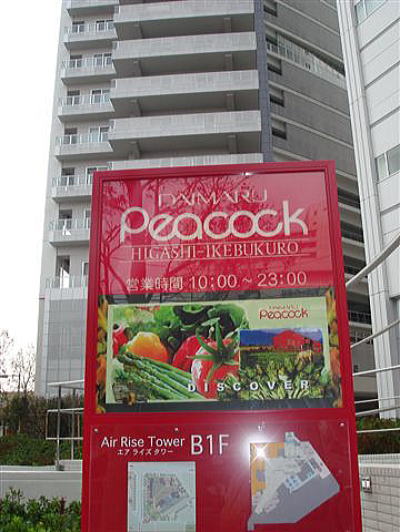 DAIMARU
Peacock
HIGASHI-IKEBUKURO
営業時間 10:00~23:00
Peacock
DISCOVER
Air Rise Tower B1F
エアライズタワー